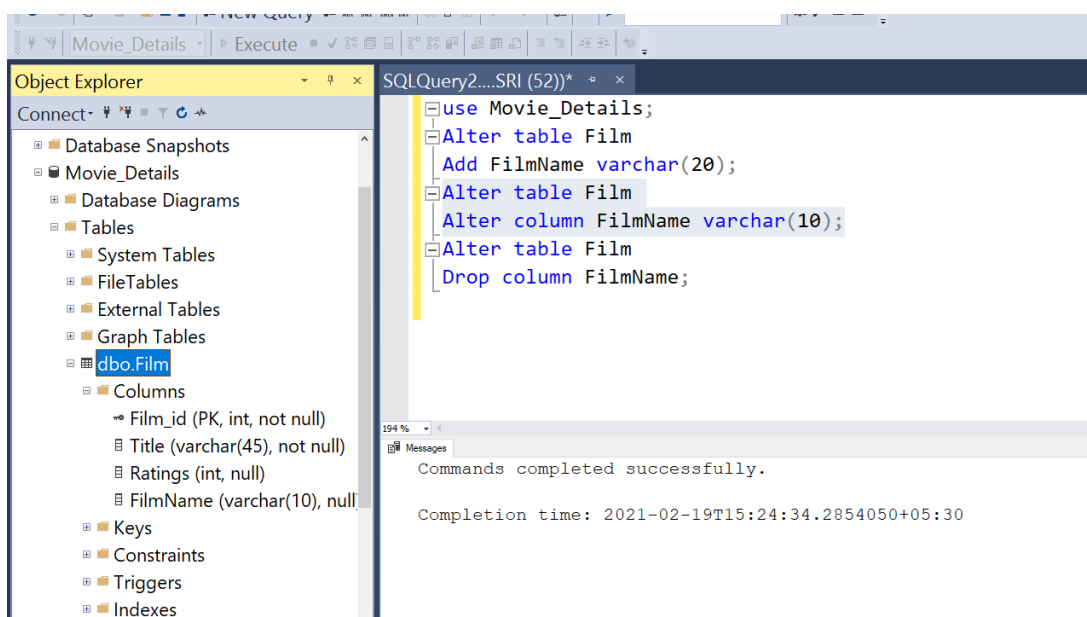 New Query
Movie_Details
Execute
Object Explorer
Connect
Database Snapshots
Movie_Details
Database Diagrams
Tables
System Tables
FileTables
External Tables
Graph Tables
dbo.Film
Columns
Film_id (PK, int, not null)
Title (varchar(45), not null)
Ratings (int, null)
FilmName (varchar(10), null)
Keys
Constraints
Triggers
Indexes
SQLQuery2....SRI (52))*
use Movie_Details;
Alter table Film
Add FilmName varchar(20);
Alter table Film
Alter column FilmName varchar(10);
Alter table Film
Drop column FilmName;
194 %
Messages
Commands completed successfully.
Completion time: 2021-02-19T15:24:34.2854050+05:30